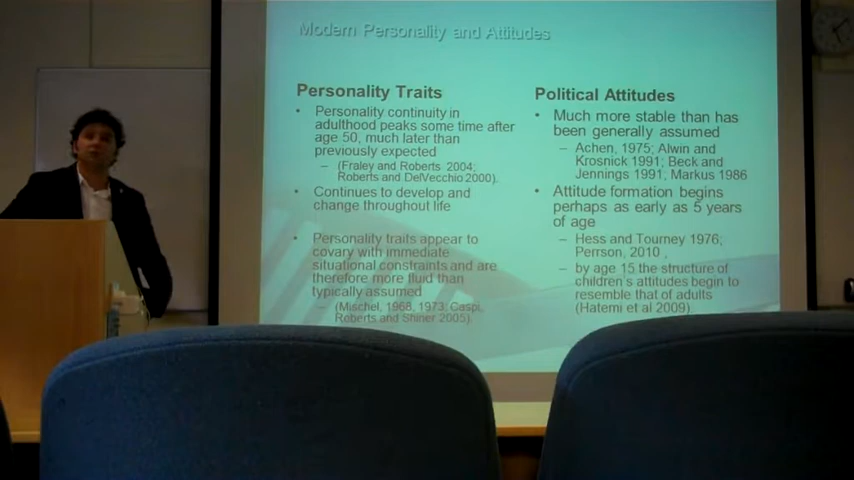 Modern Personality and Attitudes
Personality Traits
• Personality continuity in
adulthood peaks some time after
age 50, much later than
previously expected
– (Fraley and Roberts 2004;
Roberts and DelVecchio 2000).
• Continues to develop and
change throughout life
• Personality traits appear to
covary with immediate
situational constraints and are
therefore more fluid than
typically assumed
– (Mischel, 1968, 1973; Caspi,
Roberts and Shiner 2005).
Political Attitudes
• Much more stable than has
been generally assumed
– Achen, 1975; Alwin and
Krosnick 1991; Beck and
Jennings 1991; Markus 1986
• Attitude formation begins
perhaps as early as 5 years
of age
– Hess and Tourney 1976;
Perrson, 2010 ,
– by age 15 the structure of
children's attitudes begin to
resemble that of adults
(Hatemi et al 2009)